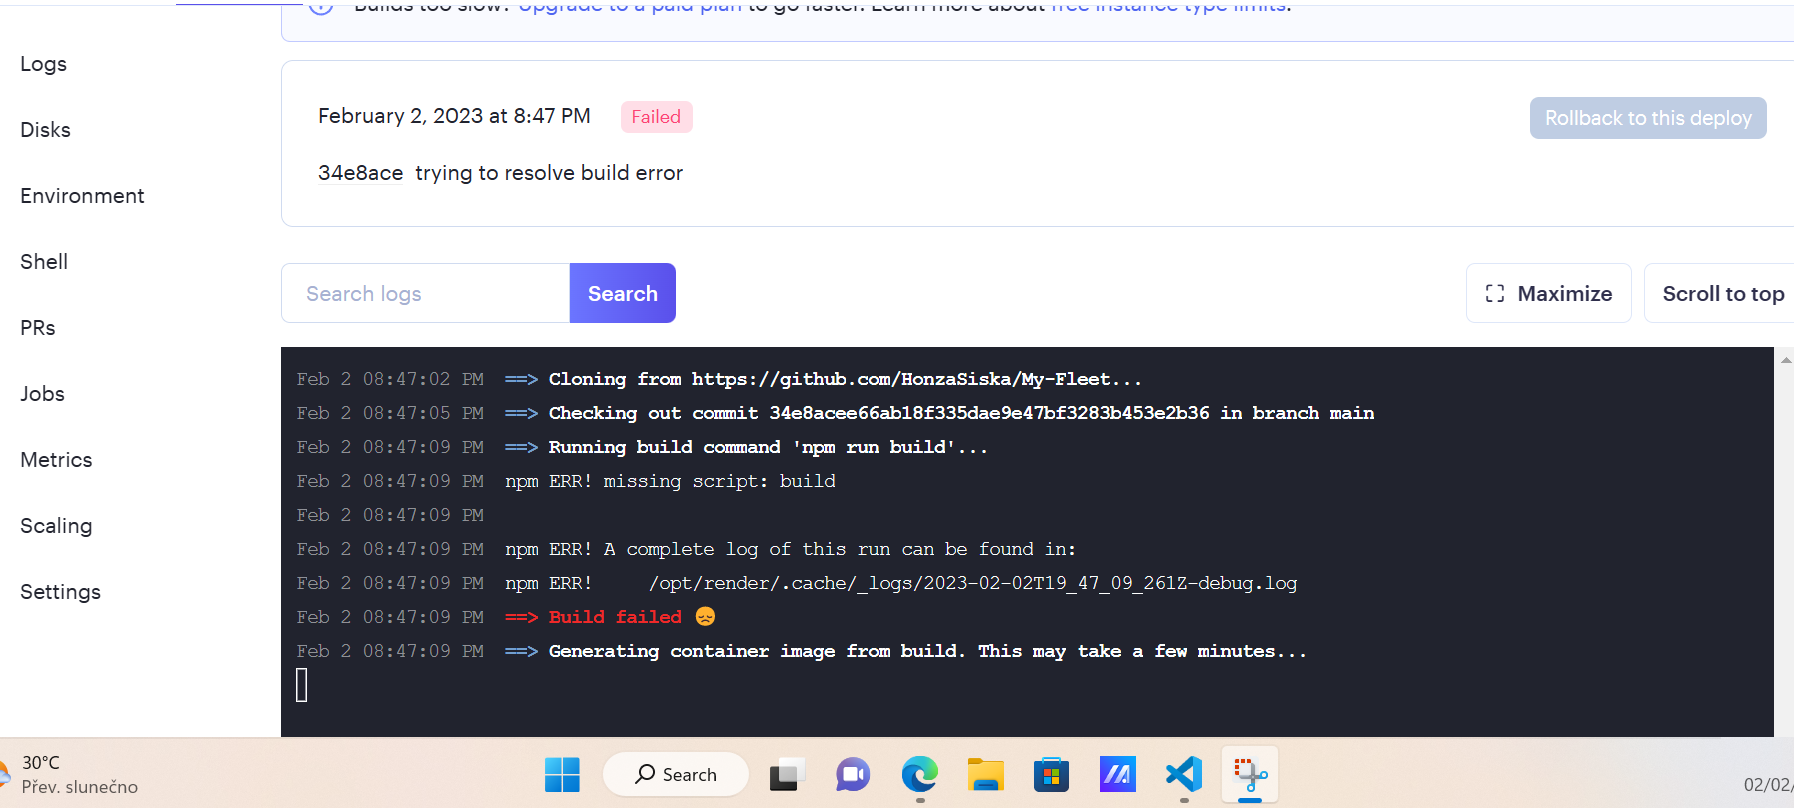 Builds too slow? Upgrade to a paid plan to go faster. Learn more about free instance type limits.
Logs
Disks
Environment
Shell
PRs
Jobs
Metrics
Scaling
Settings
February 2, 2023 at 8:47 PM Failed
Rollback to this deploy
34e8ace trying to resolve build error
Search logs Search
Maximize
Scroll to top
Feb 2 08:47:02 PM ==> Cloning from https://github.com/HonzaSiska/My-Fleet...
Feb 2 08:47:05 PM ==> Checking out commit 34e8acee66ab18f335dae9e47bf3283b453e2b36 in branch main
Feb 2 08:47:09 PM ==> Running build command 'npm run build'...
Feb 2 08:47:09 PM npm ERR! missing script: build
Feb 2 08:47:09 PM
Feb 2 08:47:09 PM npm ERR! A complete log of this run can be found in:
Feb 2 08:47:09 PM npm ERR! /opt/render/.cache/_logs/2023-02-02T19_47_09_261Z-debug.log
Feb 2 08:47:09 PM ==> Build failed 😞
Feb 2 08:47:09 PM ==> Generating container image from build. This may take a few minutes...
30°C
Přev. slunečno
Search
02/02/